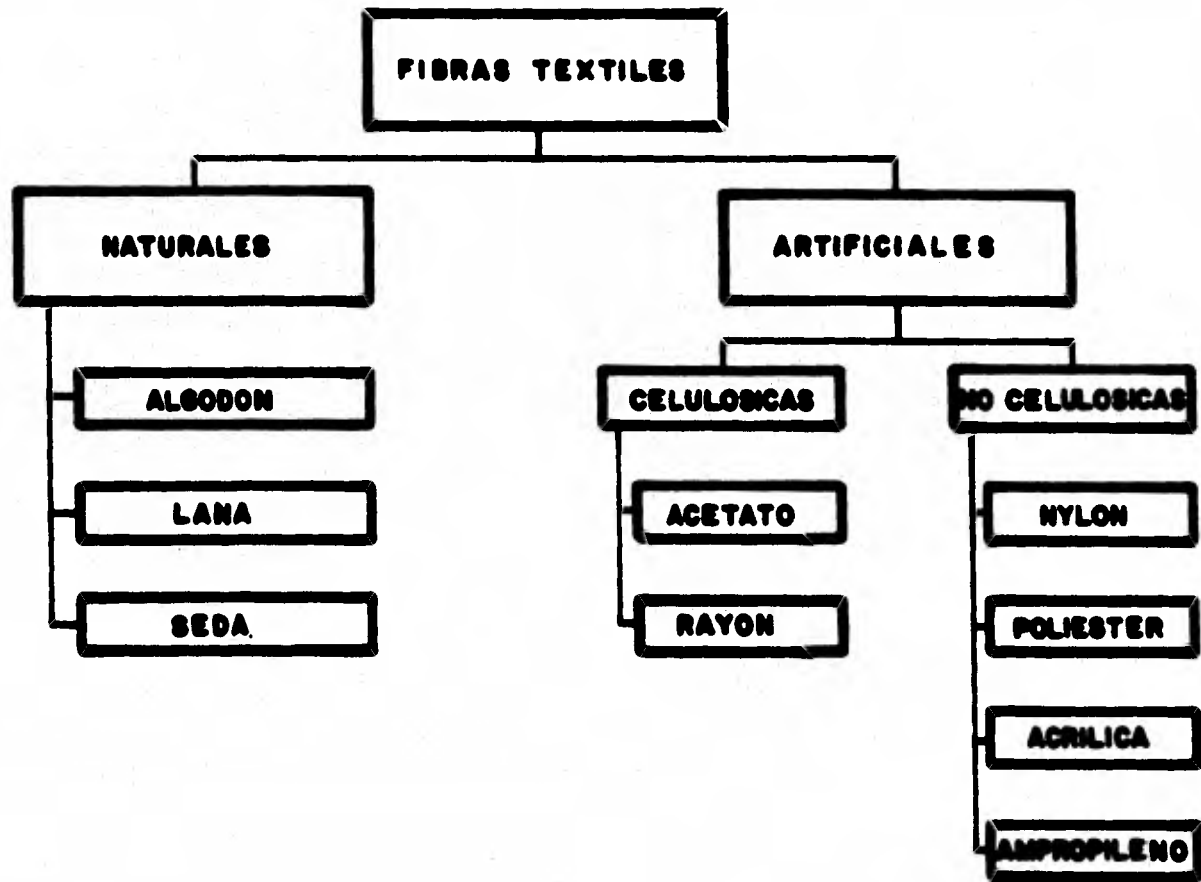 FIBRAS TEXTILES
NATURALES
ALGODON
LANA
SEDA
ARTIFICIALES
CELULOSICAS
ACETATO
RAYON
NO CELULOSICAS
NYLON
POLIESTER
ACRILICA
AMPROPILENO